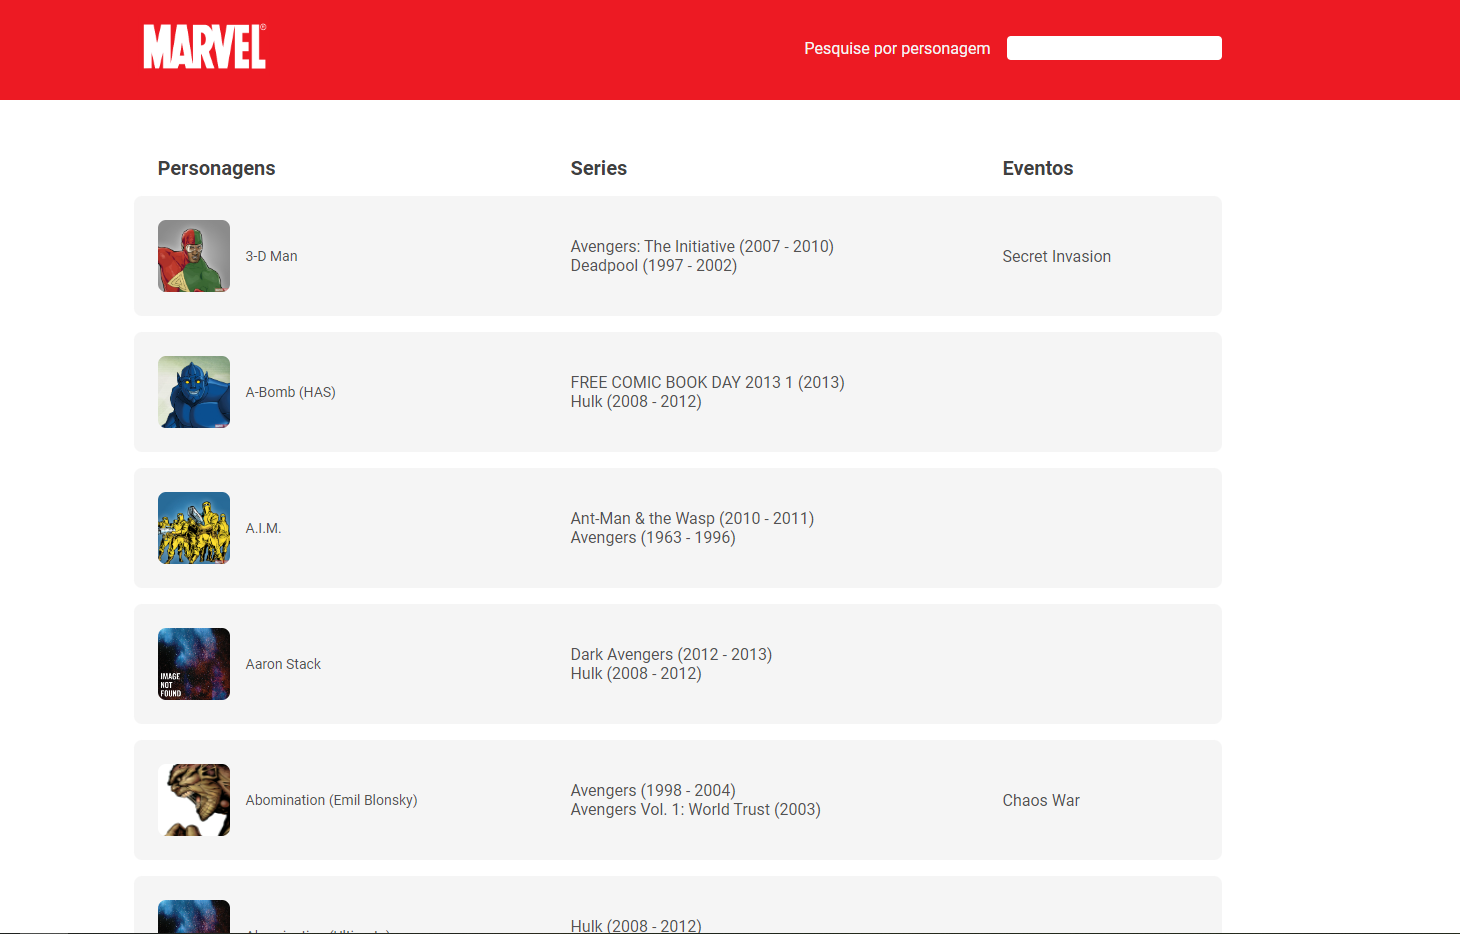 MARVEL®
Pesquise por personagem
Personagens Series Eventos
3-D Man
Avengers: The Initiative (2007 - 2010)
Deadpool (1997 - 2002)
Secret Invasion
A-Bomb (HAS)
FREE COMIC BOOK DAY 2013 1 (2013)
Hulk (2008 - 2012)
A.I.M.
Ant-Man & the Wasp (2010 - 2011)
Avengers (1963 - 1996)
IMAGE
NOT
FOUND
Aaron Stack
Dark Avengers (2012 - 2013)
Hulk (2008 - 2012)
Abomination (Emil Blonsky)
Avengers (1998 - 2004)
Avengers Vol. 1: World Trust (2003)
Chaos War
Abomination (Ultimate)
Hulk (2008 - 2012)